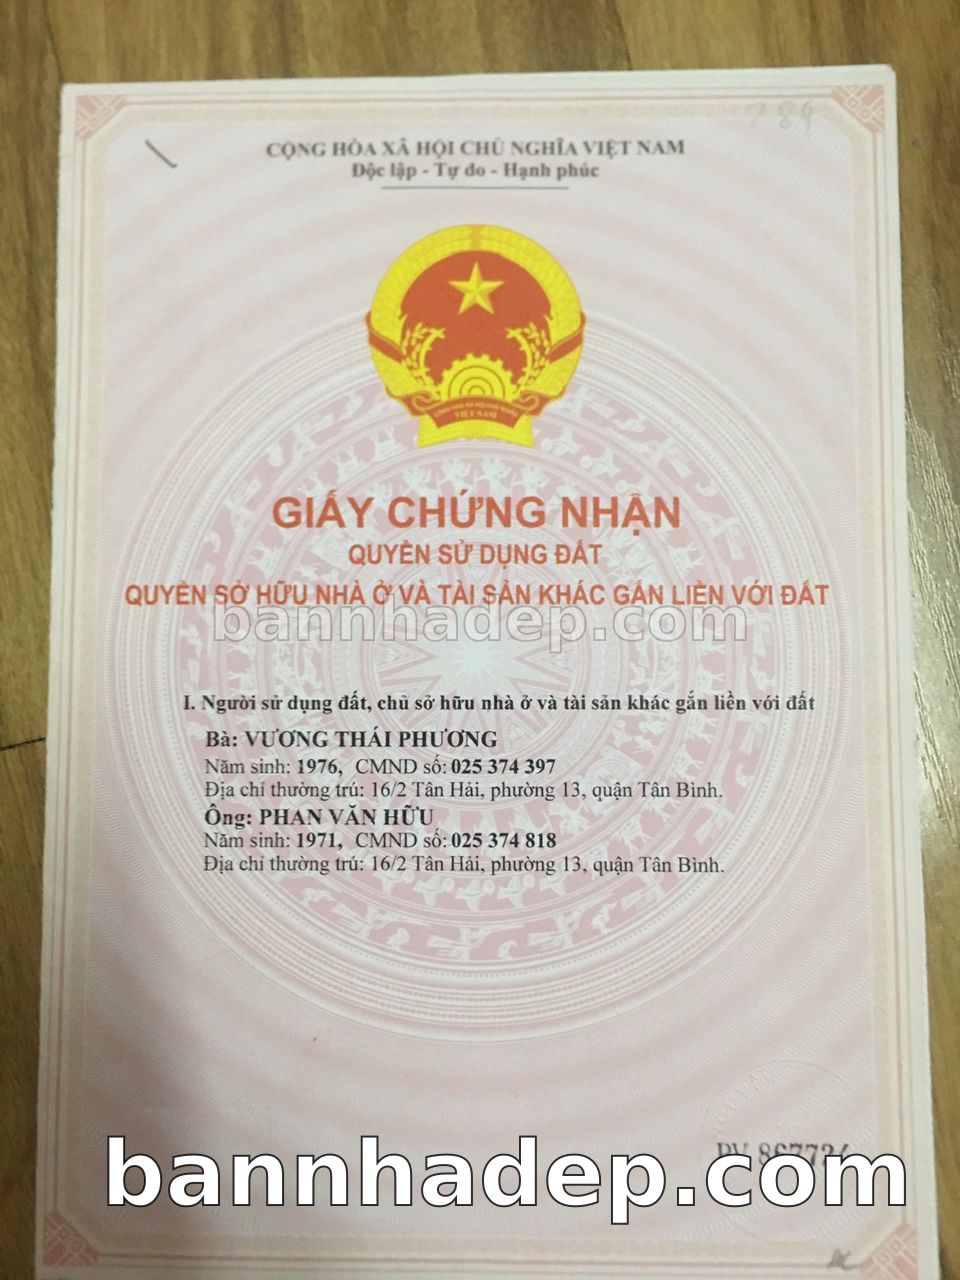 289
CỘNG HÒA XÃ HỘI CHỦ NGHĨA VIỆT NAM
Độc lập - Tự do - Hạnh phúc
VIỆT NAM
GIẤY CHỨNG NHẬN
QUYỀN SỬ DỤNG ĐẤT
QUYỀN SỞ HỮU NHÀ Ở VÀ TÀI SẢN KHÁC GẮN LIỀN VỚI ĐẤT
bannhadep.com
I. Người sử dụng đất, chủ sở hữu nhà ở và tài sản khác gắn liền với đất
Bà: VƯƠNG THÁI PHƯƠNG
Năm sinh: 1976, CMND số: 025 374 397
Địa chỉ thường trú: 16/2 Tân Hải, phường 13, quận Tân Bình.
Ông: PHAN VĂN HỮU
Năm sinh: 1971, CMND số: 025 374 818
Địa chỉ thường trú: 16/2 Tân Hải, phường 13, quận Tân Bình.
bannhadep.com